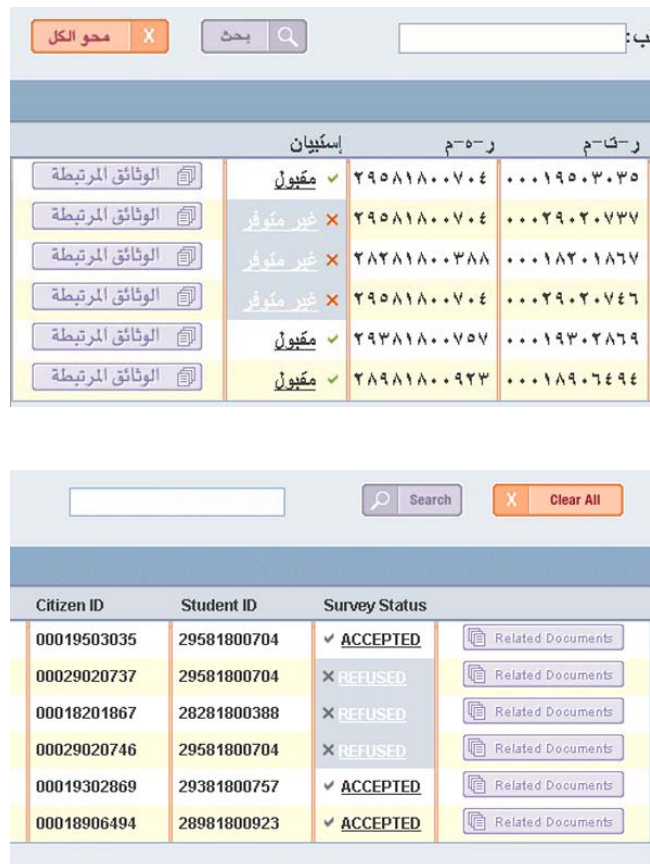 ب: بحث محو الكل
ر-ت-م ر-ه-م إستبيان
٠٠٠١٩٥٠٣٠٣٥ ٢٩٥٨١٨٠٠٧٠٤ مقبول الوثائق المرتبطة
٠٠٠٢٩٠٢٠٧٣٧ ٢٩٥٨١٨٠٠٧٠٤ غير متوفر الوثائق المرتبطة
٠٠٠١٨٢٠١٨٦٧ ٢٨٢٨١٨٠٠٣٨٨ غير متوفر الوثائق المرتبطة
٠٠٠٢٩٠٢٠٧٤٦ ٢٩٥٨١٨٠٠٧٠٤ غير متوفر الوثائق المرتبطة
٠٠٠١٩٣٠٢٨٦٩ ٢٩٣٨١٨٠٠٧٥٧ مقبول الوثائق المرتبطة
٠٠٠١٨٩٠٦٤٩٤ ٢٨٩٨١٨٠٠٩٢٣ مقبول الوثائق المرتبطة
Search X Clear All
Citizen ID Student ID Survey Status
00019503035 29581800704 ACCEPTED Related Documents
00029020737 29581800704 REFUSED Related Documents
00018201867 28281800388 REFUSED Related Documents
00029020746 29581800704 REFUSED Related Documents
00019302869 29381800757 ACCEPTED Related Documents
00018906494 28981800923 ACCEPTED Related Documents